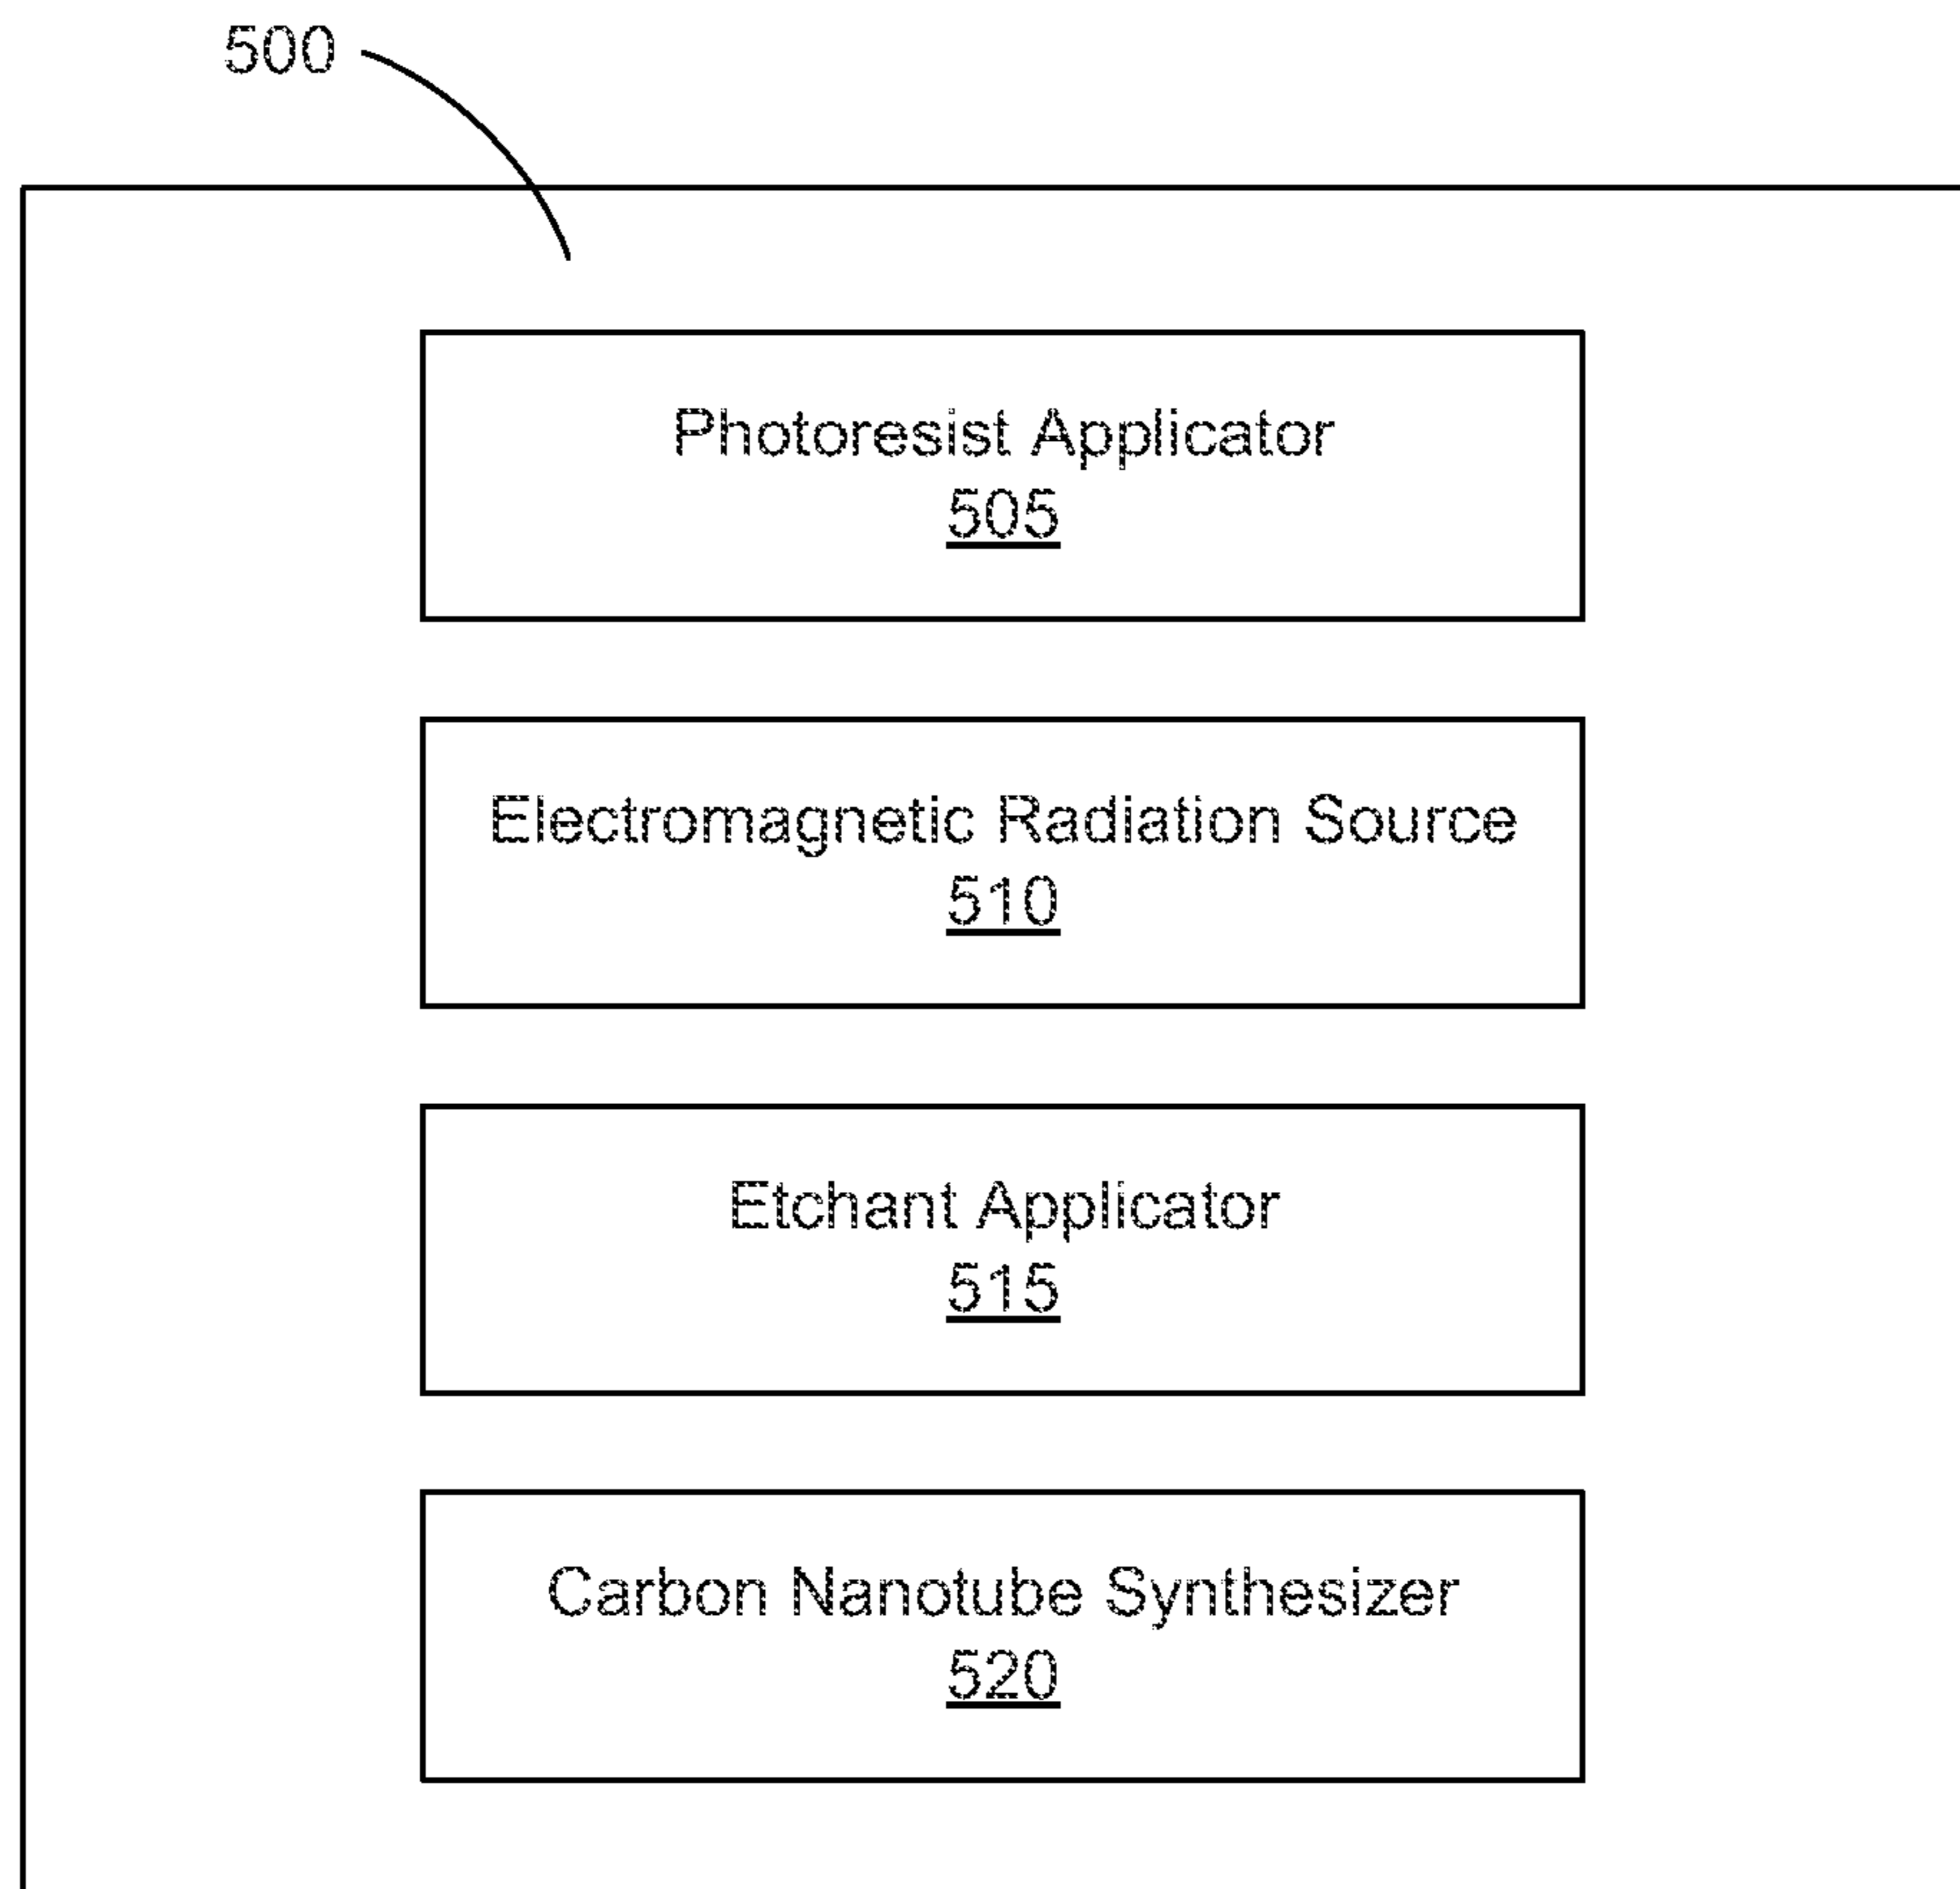 500
Photoresist Applicator
505
Electromagnetic Radiation Source
510
Etchant Applicator
515
Carbon Nanotube Synthesizer
520